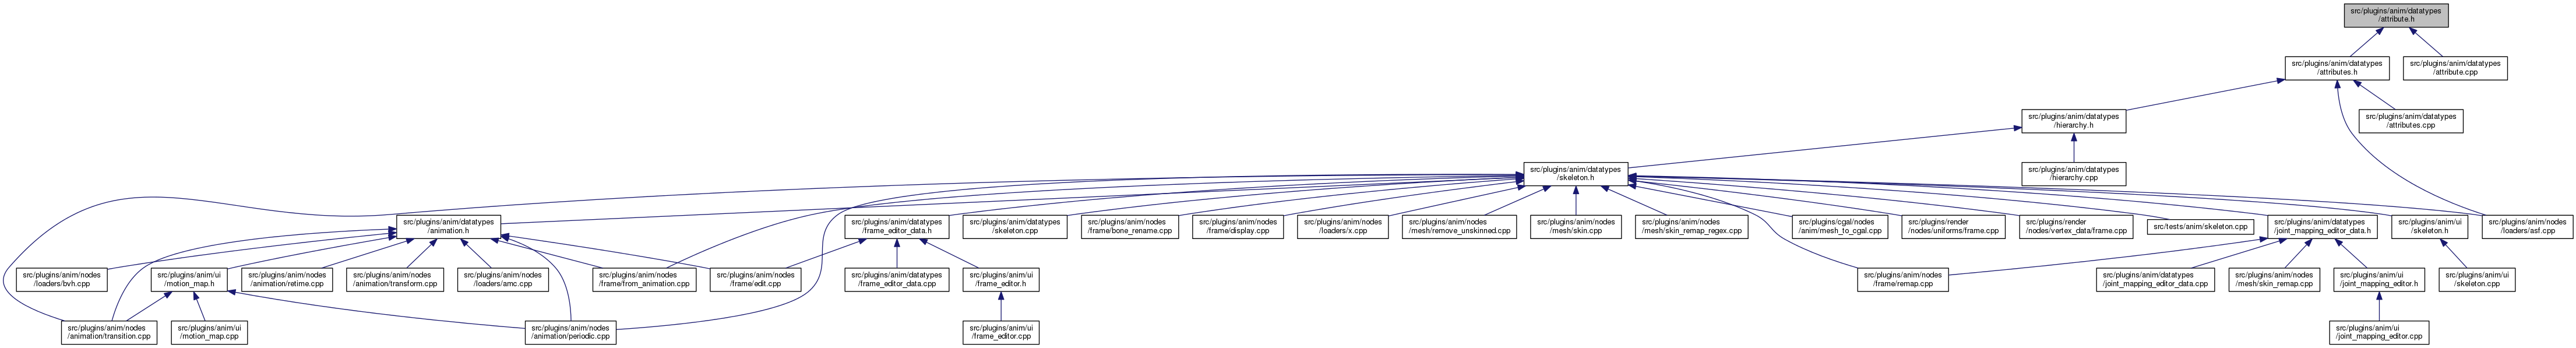 src/plugins/anim/datatypes
/attribute.h
src/plugins/anim/datatypes
/attributes.h
src/plugins/anim/datatypes
/attribute.cpp
src/plugins/anim/datatypes
/hierarchy.h
src/plugins/anim/datatypes
/attributes.cpp
src/plugins/anim/datatypes
/skeleton.h
src/plugins/anim/datatypes
/hierarchy.cpp
src/plugins/anim/datatypes
/animation.h
src/plugins/anim/datatypes
/frame_editor_data.h
src/plugins/anim/datatypes
/skeleton.cpp
src/plugins/anim/nodes
/frame/bone_rename.cpp
src/plugins/anim/nodes
/frame/display.cpp
src/plugins/anim/nodes
/loaders/x.cpp
src/plugins/anim/nodes
/mesh/remove_unskinned.cpp
src/plugins/anim/nodes
/mesh/skin.cpp
src/plugins/anim/nodes
/mesh/skin_remap_regex.cpp
src/plugins/cgal/nodes
/anim/mesh_to_cgal.cpp
src/plugins/render
/nodes/uniforms/frame.cpp
src/plugins/render
/nodes/vertex_data/frame.cpp
src/tests/anim/skeleton.cpp
src/plugins/anim/datatypes
/joint_mapping_editor_data.h
src/plugins/anim/ui
/skeleton.h
src/plugins/anim/nodes
/loaders/asf.cpp
src/plugins/anim/nodes
/loaders/bvh.cpp
src/plugins/anim/ui
/motion_map.h
src/plugins/anim/nodes
/animation/retime.cpp
src/plugins/anim/nodes
/animation/transform.cpp
src/plugins/anim/nodes
/loaders/amc.cpp
src/plugins/anim/nodes
/frame/from_animation.cpp
src/plugins/anim/nodes
/frame/edit.cpp
src/plugins/anim/datatypes
/frame_editor_data.cpp
src/plugins/anim/ui
/frame_editor.h
src/plugins/anim/nodes
/frame/remap.cpp
src/plugins/anim/datatypes
/joint_mapping_editor_data.cpp
src/plugins/anim/nodes
/mesh/skin_remap.cpp
src/plugins/anim/ui
/joint_mapping_editor.h
src/plugins/anim/ui
/skeleton.cpp
src/plugins/anim/nodes
/animation/transition.cpp
src/plugins/anim/ui
/motion_map.cpp
src/plugins/anim/nodes
/animation/periodic.cpp
src/plugins/anim/ui
/frame_editor.cpp
src/plugins/anim/ui
/joint_mapping_editor.cpp